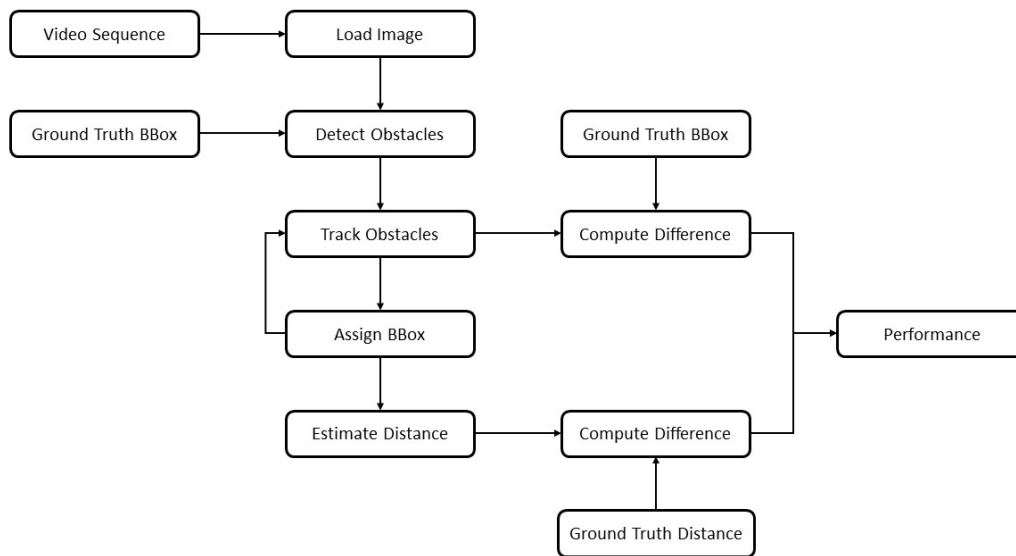 Video Sequence
Load Image
Ground Truth BBox
Detect Obstacles
Ground Truth BBox
Track Obstacles
Compute Difference
Assign BBox
Performance
Estimate Distance
Compute Difference
Ground Truth Distance